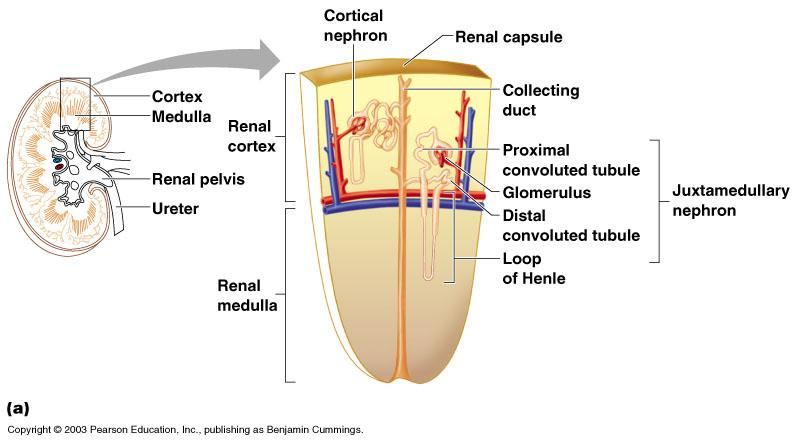 Cortical
nephron
Renal capsule
Cortex
Medulla
Renal pelvis
Ureter
Renal
cortex
Renal
medulla
Collecting
duct
Proximal
convoluted tubule
Glomerulus
Distal
convoluted tubule
Loop
of Henle
Juxtamedullary
nephron
(a)
Copyright © 2003 Pearson Education, Inc., publishing as Benjamin Cummings.